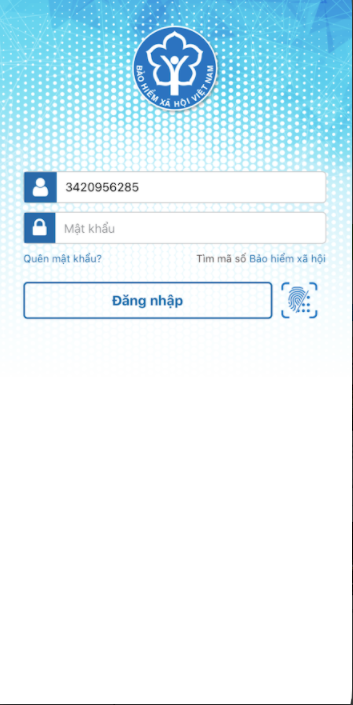 BẢO HIỂM XÃ HỘI VIỆT NAM
3420956285
Mật khẩu
Quên mật khẩu?
Tìm mã số Bảo hiểm xã hội
Đăng nhập